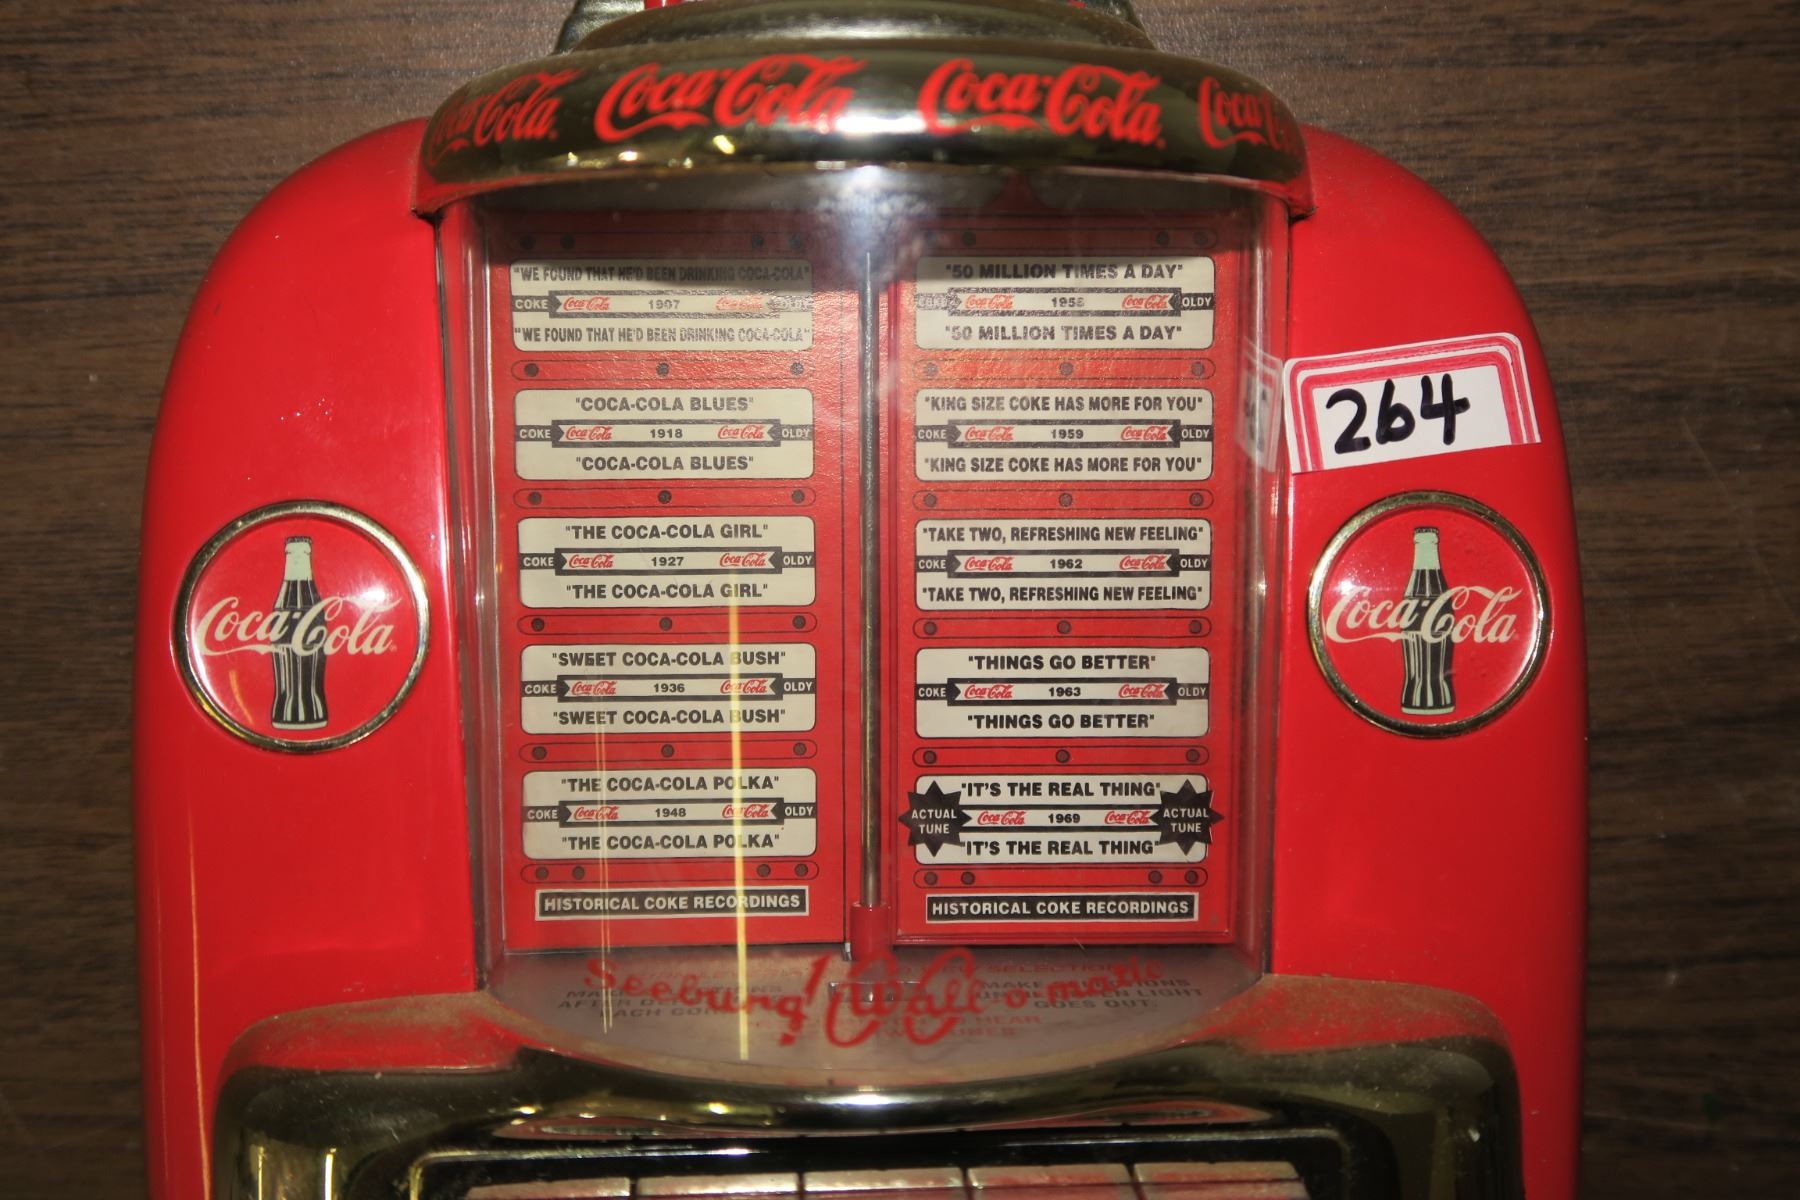 Coca-Cola Coca-Cola Coca-Cola Coca-Cola
"WE FOUND THAT HE'D BEEN DRINKING COCA-COLA"
COKE Coca-Cola 1907 Coca-Cola OLDY
"WE FOUND THAT HE'D BEEN DRINKING COCA-COLA"
"COCA-COLA BLUES"
COKE Coca-Cola 1918 Coca-Cola OLDY
"COCA-COLA BLUES"
"THE COCA-COLA GIRL"
COKE Coca-Cola 1927 Coca-Cola OLDY
"THE COCA-COLA GIRL"
"SWEET COCA-COLA BUSH"
COKE Coca-Cola 1936 Coca-Cola OLDY
"SWEET COCA-COLA BUSH"
"THE COCA-COLA POLKA"
COKE Coca-Cola 1948 Coca-Cola OLDY
"THE COCA-COLA POLKA"
HISTORICAL COKE RECORDINGS
"50 MILLION TIMES A DAY"
COKE Coca-Cola 1958 Coca-Cola OLDY
"50 MILLION TIMES A DAY"
"KING SIZE COKE HAS MORE FOR YOU"
COKE Coca-Cola 1959 Coca-Cola OLDY
"KING SIZE COKE HAS MORE FOR YOU"
"TAKE TWO, REFRESHING NEW FEELING"
COKE Coca-Cola 1962 Coca-Cola OLDY
"TAKE TWO, REFRESHING NEW FEELING"
"THINGS GO BETTER"
COKE Coca-Cola 1963 Coca-Cola OLDY
"THINGS GO BETTER"
"IT'S THE REAL THING"
ACTUAL TUNE Coca-Cola 1969 Coca-Cola ACTUAL TUNE
"IT'S THE REAL THING"
HISTORICAL COKE RECORDINGS
264
Coca-Cola
Coca-Cola
Seeburg Wall-o-matic